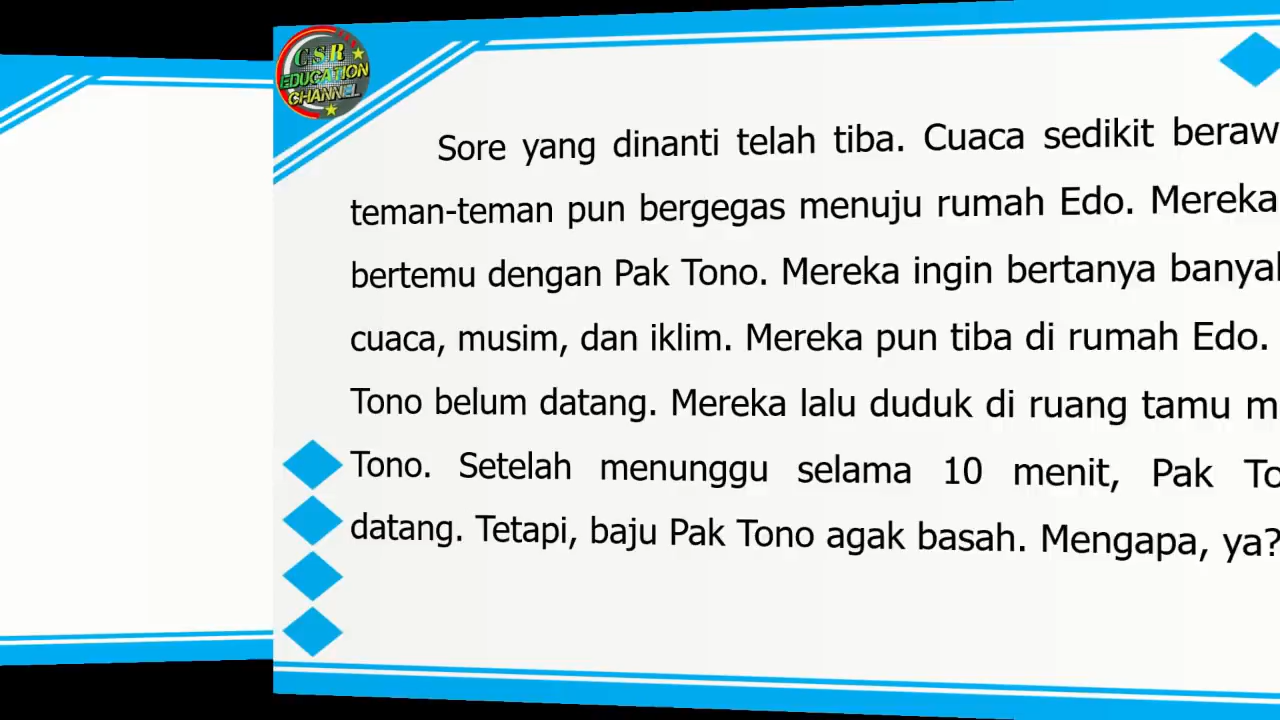 CSR
EDUCATION
CHANNEL
Sore yang dinanti telah tiba. Cuaca sedikit
teman-teman pun bergegas menuju rumah Edo. Mereka
bertemu dengan Pak Tono. Mereka ingin bertanya
cuaca, musim, dan iklim. Mereka pun tiba di rumah Edo.
Tono belum datang. Mereka lalu duduk di ruang tamu
Tono. Setelah menunggu selama 10 menit, Pak
datang. Tetapi, baju Pak Tono agak basah. Mengapa, ya?